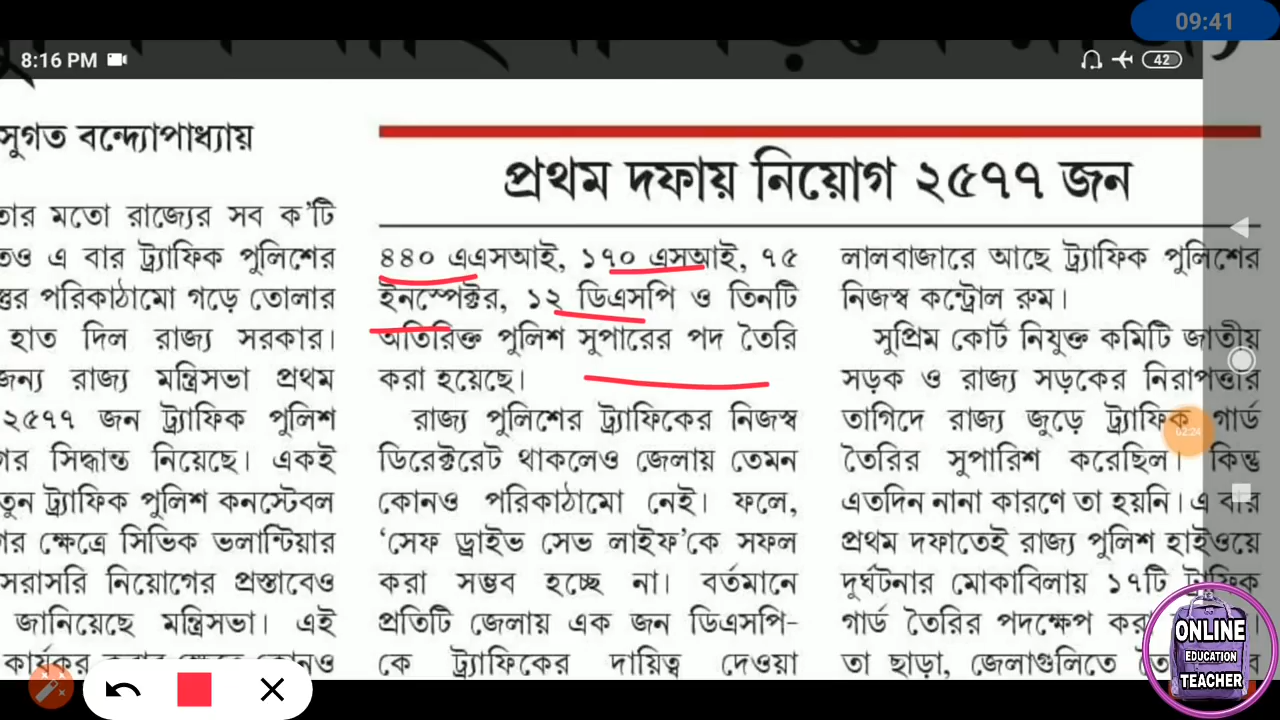 09:41
8:16 PM
42
সুগত বন্দ্যোপাধ্যায়
মতো রাজ্যের সব ক'টি
এ বার ট্র্যাফিক পুলিশের
পরিকাঠামো গড়ে তোলার
হাত দিল রাজ্য সরকার।
রাজ্য মন্ত্রিসভা প্রথম
২৫৭৭ জন ট্র্যাফিক পুলিশ
সিদ্ধান্ত নিয়েছে। একই
ট্র্যাফিক পুলিশ কনস্টেবল
ক্ষেত্রে সিভিক ভলান্টিয়ার
সরাসরি নিয়োগের প্রস্তাবেও
জানিয়েছে মন্ত্রিসভা। এই
কার্যকর
প্রথম দফায় নিয়োগ ২৫৭৭ জন
৪৪০ এএসআই, ১৭০ এসআই, ৭৫
ইনস্পেক্টর, ১২ ডিএসপি ও তিনটি
অতিরিক্ত পুলিশ সুপারের পদ তৈরি
করা হয়েছে।
রাজ্য পুলিশের ট্র্যাফিকের নিজস্ব
ডিরেক্টরেট থাকলেও জেলায় তেমন
কোনও পরিকাঠামো নেই। ফলে,
‘সেফ ড্রাইভ সেভ লাইফ’কে সফল
করা সম্ভব হচ্ছে না। বর্তমানে
প্রতিটি জেলায় এক জন ডিএসপি-
কে ট্র্যাফিকের দায়িত্ব দেওয়া
লালবাজারে আছে ট্র্যাফিক পুলিশের
নিজস্ব কন্ট্রোল রুম।
সুপ্রিম কোর্ট নিযুক্ত কমিটি জাতীয়
সড়ক ও রাজ্য সড়কের নিরাপত্তার
তাগিদে রাজ্য জুড়ে ট্র্যাফিক গার্ড
তৈরির সুপারিশ করেছিল। কিন্তু
এতদিন নানা কারণে তা হয়নি। এ বার
প্রথম দফাতেই রাজ্য পুলিশ হাইওয়ে
দুর্ঘটনার মোকাবিলায় ১৭টি ট্রাফিক
গার্ড তৈরির পদক্ষেপ
তা ছাড়া, জেলাগুলিতে
02:24
ONLINE
EDUCATION
TEACHER